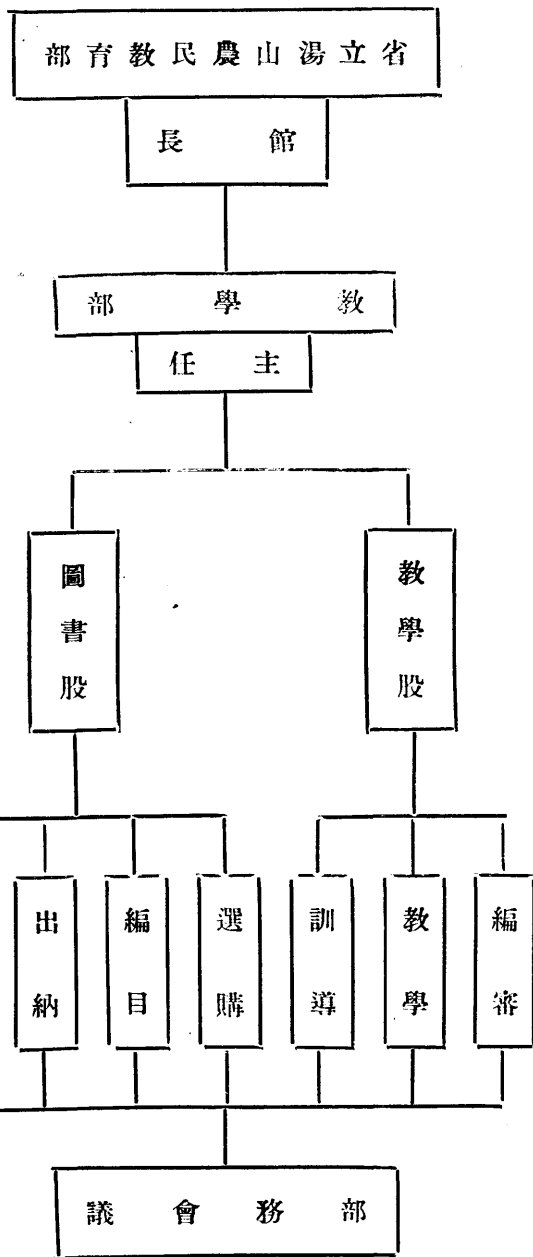 省立湯山農民教育部
館長
教學部
主任
教學股
圖書股
編審
教學
訓導
選購
編目
出納
部務會議